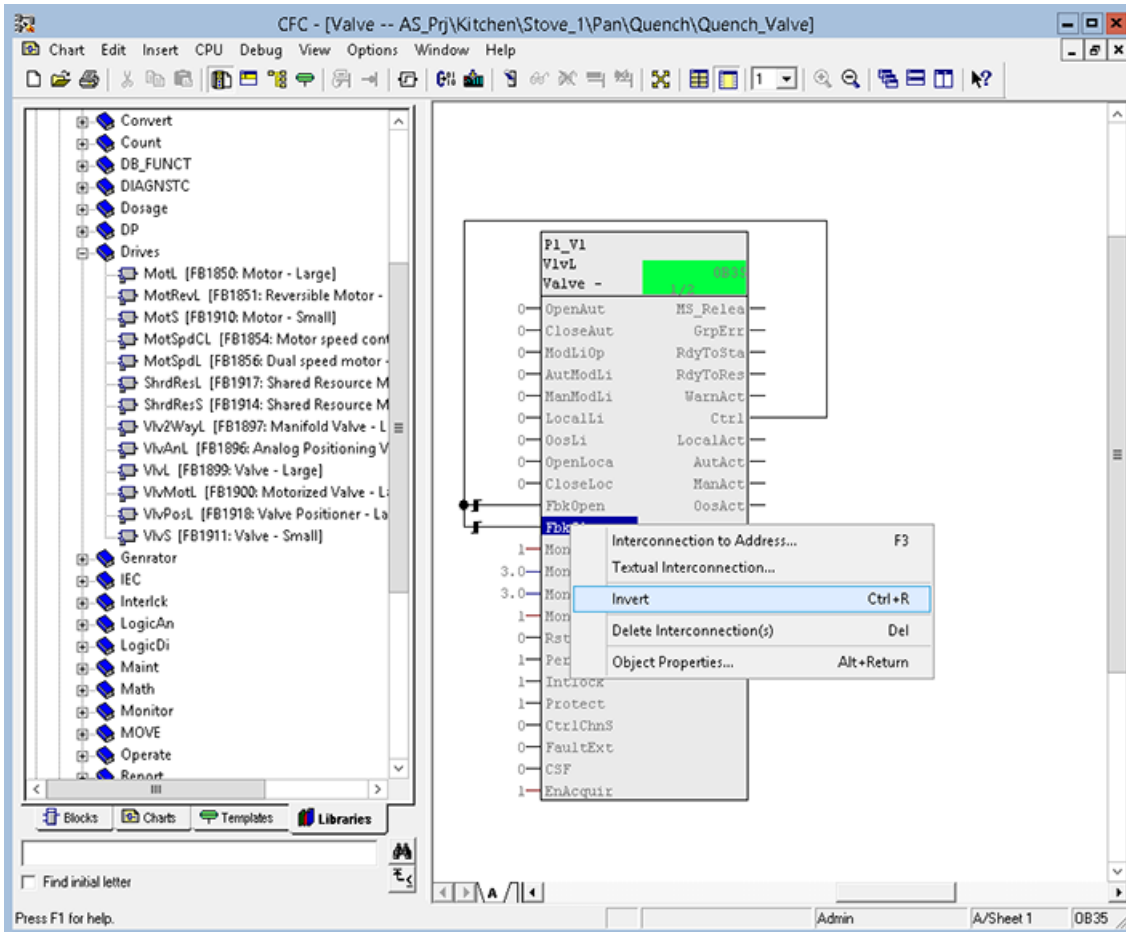 CFC - [Valve -- AS_Prj\Kitchen\Stove_1\Pan\Quench\Quench_Valve]
Chart Edit Insert CPU Debug View Options Window Help
1
Convert
Count
DB_FUNCT
DIAGNSTC
Dosage
DP
Drives
MotL [FB1850: Motor - Large]
MotRevL [FB1851: Reversible Motor -
MotS [FB1910: Motor - Small]
MotSpdCL [FB1854: Motor speed cont
MotSpdL [FB1856: Dual speed motor -
ShrdResL [FB1917: Shared Resource M
ShrdResS [FB1914: Shared Resource M
Vlv2WayL [FB1897: Manifold Valve - L
VlvAnL [FB1896: Analog Positioning V
VlvL [FB1899: Valve - Large]
VlvMotL [FB1900: Motorized Valve - La
VlvPosL [FB1918: Valve Positioner - La
VlvS [FB1911: Valve - Small]
Genrator
IEC
Interlck
LogicAn
LogicDi
Maint
Math
Monitor
MOVE
Operate
Report
Blocks Charts Templates Libraries
Find initial letter
P1_V1
VlvL
Valve - OB35
1/2
0 OpenAut MS_Relea
0 CloseAut GrpErr
0 ModLiOp RdyToSta
0 AutModLi RdyToRes
0 ManModLi WarnAct
0 LocalLi Ctrl
0 OosLi LocalAct
0 OpenLoca AutAct
0 CloseLoc ManAct
FbkOpen OosAct
Fbk
1 Mon
3.0 Mon
3.0 Mon
1 Mon
0 Rst
1 Per
1 Intlock
1 Protect
0 CtrlChnS
0 FaultExt
0 CSF
1 EnAcquir
Interconnection to Address... F3
Textual Interconnection...
Invert Ctrl+R
Delete Interconnection(s) Del
Object Properties... Alt+Return
A
Press F1 for help. Admin A/Sheet 1 OB35